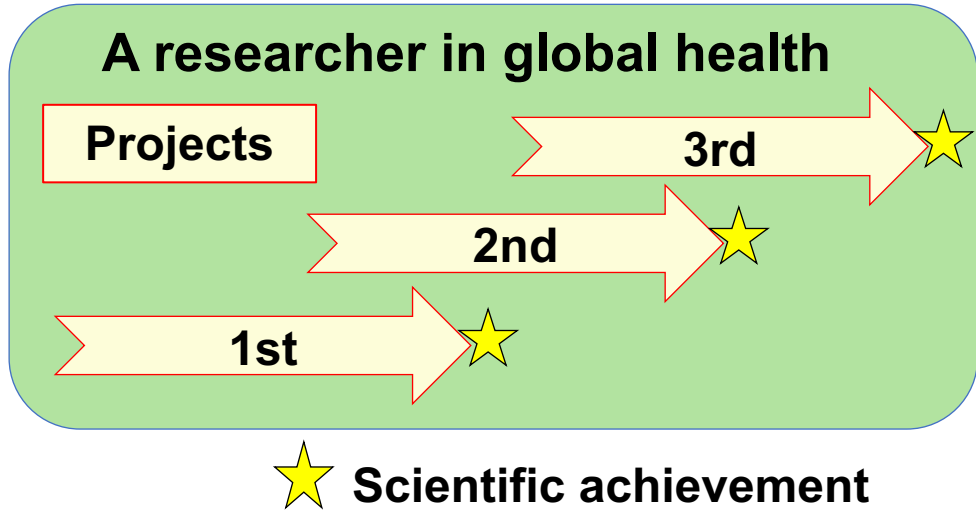 A researcher in global health
Projects
3rd
2nd
1st
Scientific achievement